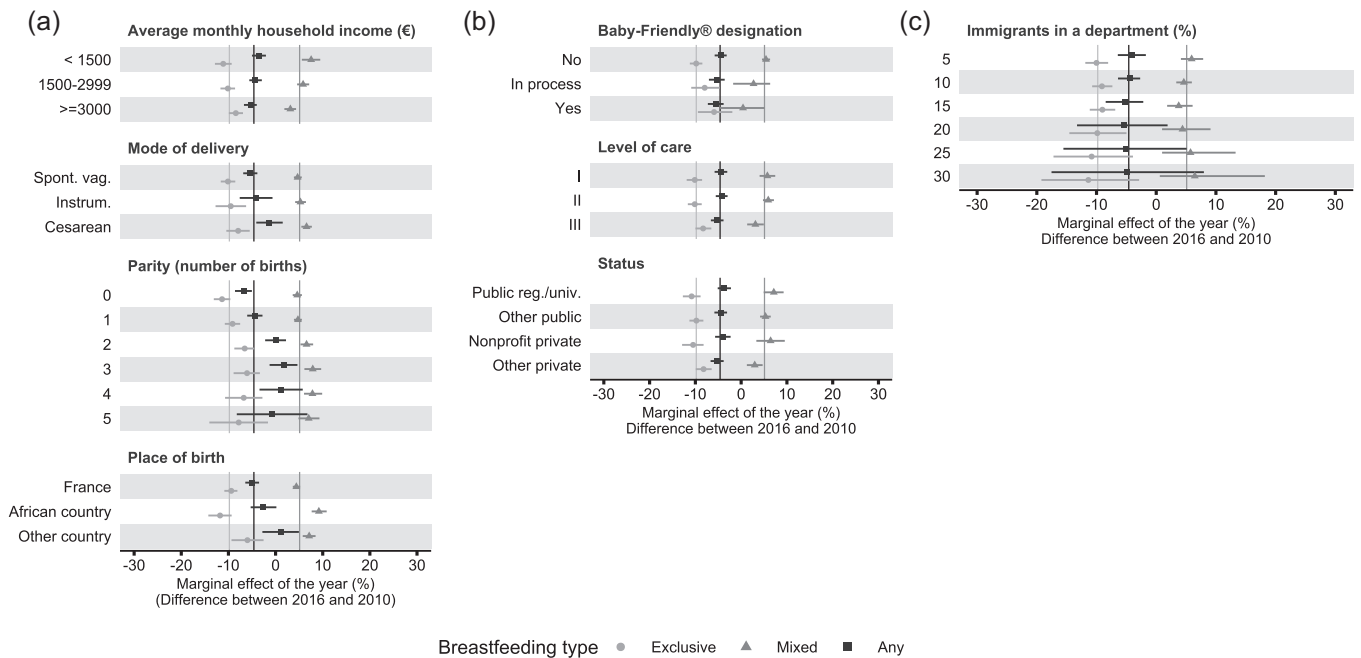 (a)
Average monthly household income (€)
< 1500
1500-2999
>=3000
Mode of delivery
Spont. vag.
Instrum.
Cesarean
Parity (number of births)
0
1
2
3
4
5
Place of birth
France
African country
Other country
-30 -20 -10 0 10 20 30
Marginal effect of the year (%)
(Difference between 2016 and 2010)
(b)
Baby-Friendly® designation
No
In process
Yes
Level of care
I
II
III
Status
Public reg./univ.
Other public
Nonprofit private
Other private
-30 -20 -10 0 10 20 30
Marginal effect of the year (%)
Difference between 2016 and 2010
(c)
Immigrants in a department (%)
5
10
15
20
25
30
-30 -20 -10 0 10 20 30
Marginal effect of the year (%)
Difference between 2016 and 2010
Breastfeeding type Exclusive Mixed Any